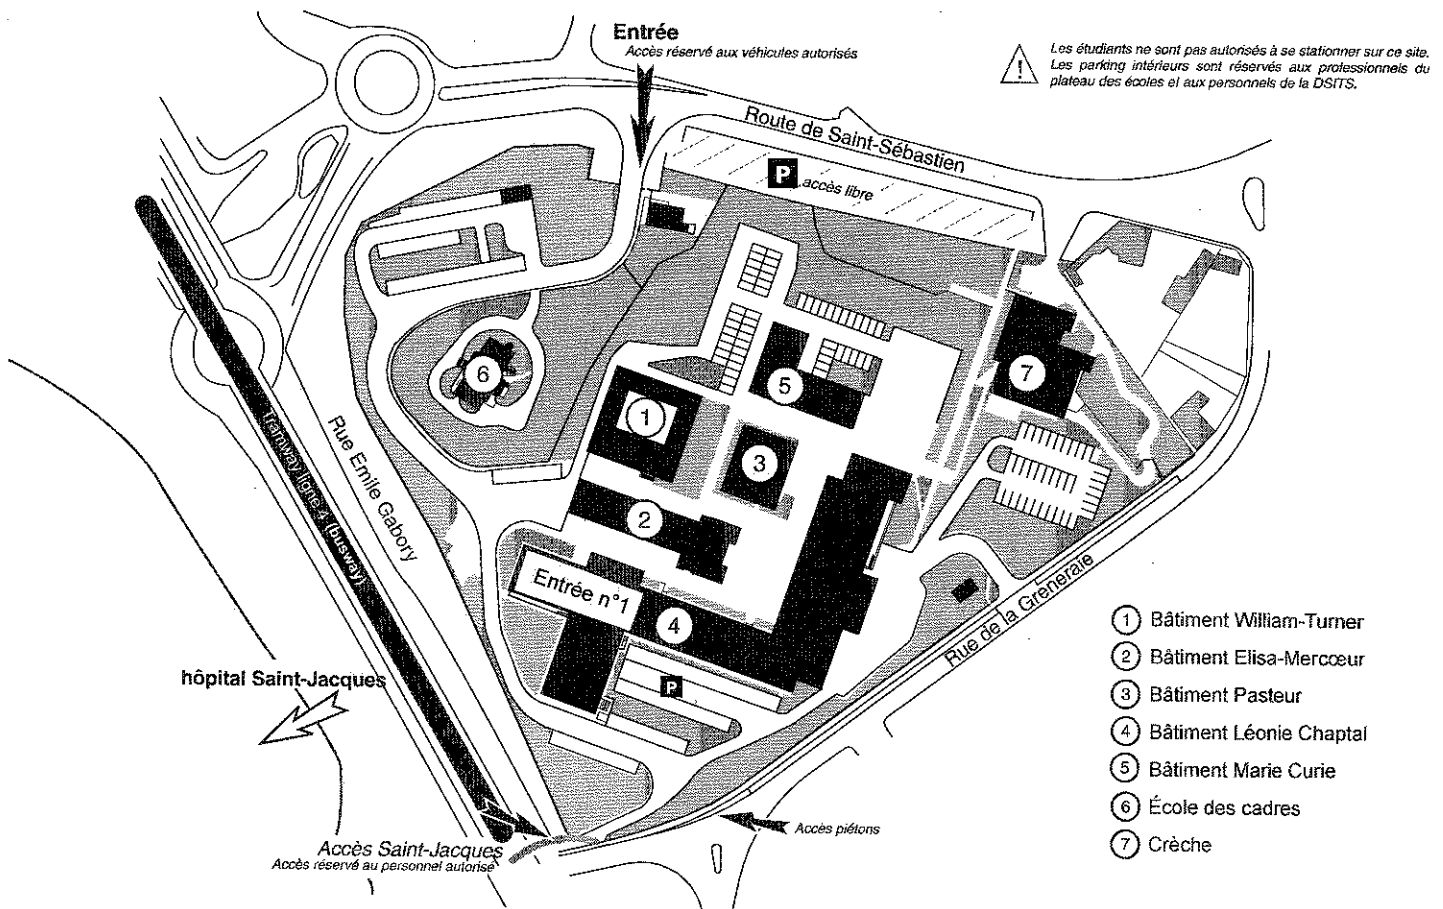 Entrée
Accès réservé aux véhicules autorisés
!
Les étudiants ne sont pas autorisés à se stationner sur ce site.
Les parking intérieurs sont réservés aux professionnels du
plateau des écoles et aux personnels de la DSITS.
Route de Saint-Sébastien
P accès libre
6
5
7
1
3
2
Tramway ligne 4 (busway)
Rue Emile Gabory
Entrée n°1
4
P
Rue de la Grèneraie
hôpital Saint-Jacques
Accès Saint-Jacques
Accès réservé au personnel autorisé
Accès piétons
1 Bâtiment William-Turner
2 Bâtiment Elisa-Mercœur
3 Bâtiment Pasteur
4 Bâtiment Léonie Chaptal
5 Bâtiment Marie Curie
6 École des cadres
7 Crèche